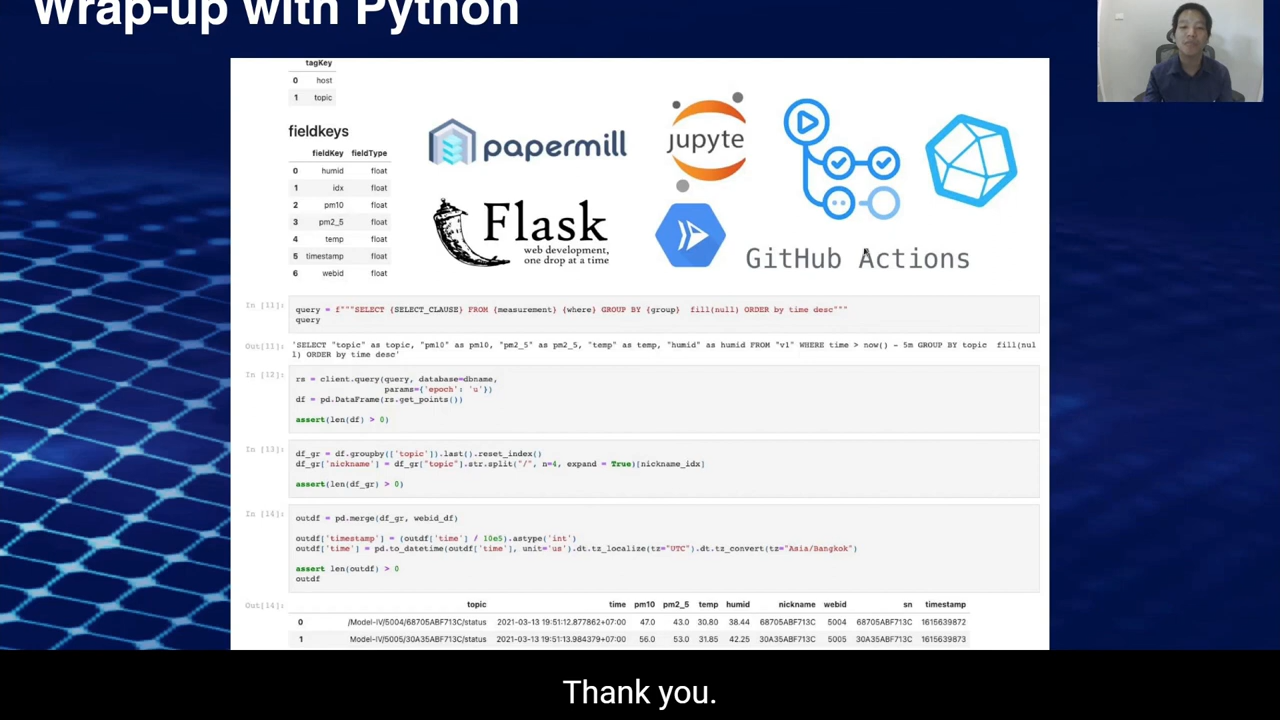 Wrap-up with Python
tagKey
0 host
1 topic
fieldkeys
fieldKey fieldType
0 humid float
1 idx float
2 pm10 float
3 pm2_5 float
4 temp float
5 timestamp float
6 webid float
papermill
jupyte
Flask
web development,
one drop at a time
GitHub Actions
In [11]: query = f"""SELECT {SELECT_CLAUSE} FROM {measurement} {where} GROUP BY {group}  fill(null) ORDER by time desc"""
query
Out[11]: 'SELECT "topic" as topic, "pm10" as pm10, "pm2_5" as pm2_5, "temp" as temp, "humid" as humid FROM "v1" WHERE time > now() - 5m GROUP BY topic  fill(nul
l) ORDER by time desc'
In [12]: rs = client.query(query, database=dbname,
params={'epoch': 'u'})
df = pd.DataFrame(rs.get_points())
assert(len(df) > 0)
In [13]: df_gr = df.groupby(['topic']).last().reset_index()
df_gr['nickname'] = df_gr["topic"].str.split("/", n=4, expand = True)[nickname_idx]
assert(len(df_gr) > 0)
In [14]: outdf = pd.merge(df_gr, webid_df)
outdf['timestamp'] = (outdf['time'] / 10e5).astype('int')
outdf['time'] = pd.to_datetime(outdf['time'], unit='us').dt.tz_localize(tz="UTC").dt.tz_convert(tz="Asia/Bangkok")
assert len(outdf) > 0
outdf
Out[14]: topic time pm10 pm2_5 temp humid nickname webid sn timestamp
0 /Model-IV/5004/68705ABF713C/status 2021-03-13 19:51:12.877862+07:00 47.0 43.0 30.80 38.44 68705ABF713C 5004 68705ABF713C 1615639872
1 Model-IV/5005/30A35ABF713C/status 2021-03-13 19:51:13.984379+07:00 56.0 53.0 31.85 42.25 30A35ABF713C 5005 30A35ABF713C 1615639873
Thank you.